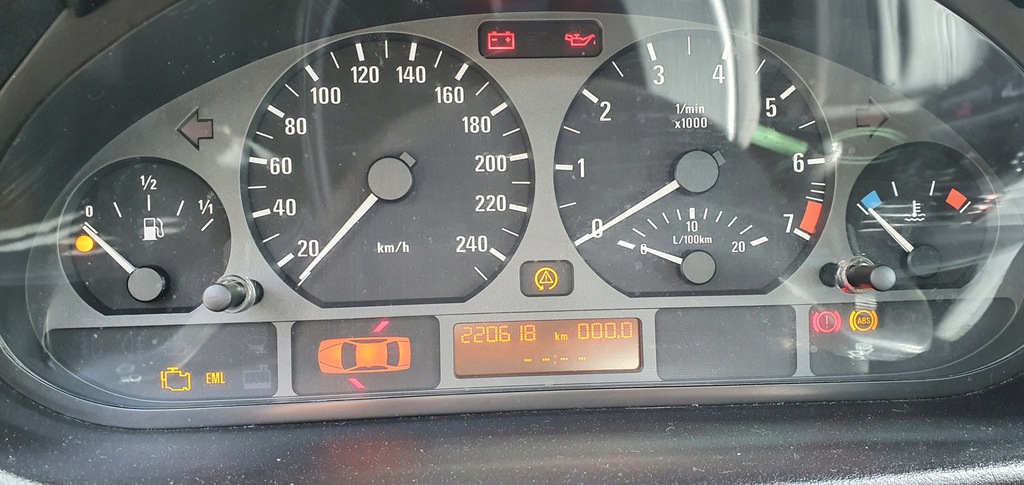 0 1/2 1/1
20 40 60 80 100 120 140 160 180 200 220 240
km/h
0 1 2 3 4 5 6 7
1/min
x1000
0 10 20
L/100km
EML
220618 km 000.0
-- -:- -
ABS